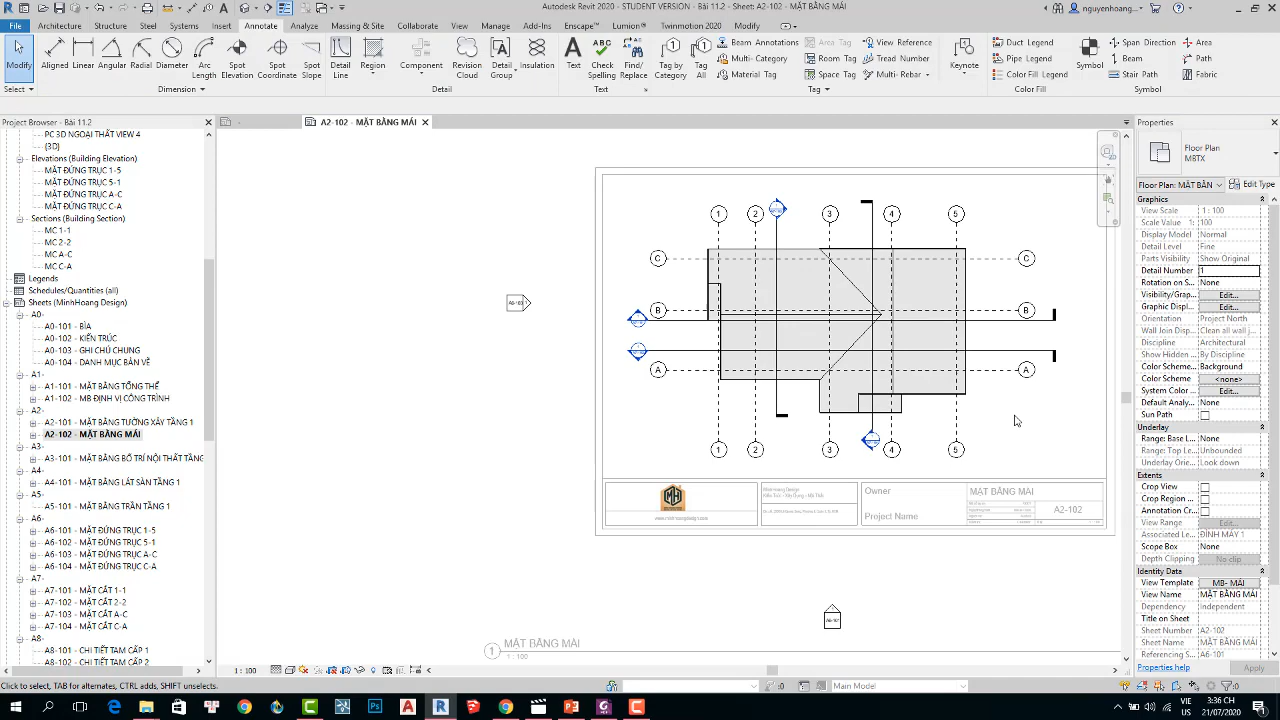 Autodesk Revit 2020 - STUDENT VERSION - Bài 11.2 - Sheet: A2-102 - MẶT BẰNG MÁI
nguyenhoang...
File Architecture Structure Steel Systems Insert Annotate Analyze Massing & Site Collaborate View Manage Add-Ins Enscape™ Lumion® Twinmotion 2020 Modify
Modify
Aligned Linear Angular Radial Diameter Arc Length Spot Elevation Spot Coordinate Spot Slope
Detail Line Region Component Revision Cloud Detail Group Insulation
Text Check Spelling Find/ Replace
Tag by Category Tag All
Beam Annotations
Multi- Category
Material Tag
Area Tag
Room Tag
Space Tag
View Reference
Tread Number
Multi- Rebar
Keynote
Duct Legend
Pipe Legend
Color Fill Legend
Symbol
Span Direction
Beam
Stair Path
Area
Path
Fabric
Select Dimension Detail Text Tag Color Fill Symbol
Project Browser - Bài 11.2
PC 3D NGOẠI THẤT VIEW 4
{3D}
Elevations (Building Elevation)
MẶT ĐỨNG TRỤC 1-5
MẶT ĐỨNG TRỤC 5-1
MẶT ĐỨNG TRỤC A-C
MẶT ĐỨNG TRỤC C-A
Sections (Building Section)
MC 1-1
MC 2-2
MC A-C
MC C-A
Legends
Schedules/Quantities (all)
Sheets (MinHoang Design)
A0-
A0-101 - BÌA
A0-102 - KIẾN TRÚC
A0-103 - GHI CHÚ CHUNG
A0-104 - DANH MỤC BẢN VẼ
A1-
A1-101 - MẶT BẰNG TỔNG THỂ
A1-102 - MB ĐỊNH VỊ CÔNG TRÌNH
A2-
A2-101 - MẶT BẰNG TƯỜNG XÂY TẦNG 1
A2-102 - MẶT BẰNG MÁI
A3-
A3-101 - MẶT BẰNG BỐ TRÍ NỘI THẤT TẦNG
A4-
A4-101 - MẶT BẰNG LÁT SÀN TẦNG 1
A5-
A5-101 - MẶT BẰNG TRẦN TẦNG 1
A6-
A6-101 - MẶT ĐỨNG TRỤC 1-5
A6-102 - MẶT ĐỨNG TRỤC 5-1
A6-103 - MẶT ĐỨNG TRỤC A-C
A6-104 - MẶT ĐỨNG TRỤC C-A
A7-
A7-101 - MẶT CẮT 1-1
A7-102 - MẶT CẮT 2-2
A7-103 - MẶT CẮT A-C
A7-104 - MẶT CẮT C-A
A8-
A8-101 - CHI TIẾT TAM CẤP 1
A8-102 - CHI TIẾT TAM CẤP 2
A2-102 - MẶT BẰNG MÁI
1 2 3 4 5
C C
B B
A A
1 2 3 4 5
A6-103
A6-101
www.minhhoangdesign.com
MinHoang Design
Owner
Project Name
MẶT BẰNG MÁI
A2-102
1 MẶT BẰNG MÁI
1 : 100
Properties
Floor Plan
MBTX
Floor Plan: MẶT BẰN Edit Type
Graphics
View Scale 1 : 100
Scale Value 1: 100
Display Model Normal
Detail Level Fine
Parts Visibility Show Original
Detail Number 1
Rotation on S... None
Visibility/Grap... Edit...
Graphic Displ... Edit...
Orientation Project North
Wall Join Displ... Clean all wall j...
Discipline Architectural
Show Hidden ... By Discipline
Color Scheme ... Background
Color Scheme <none>
System Color ... Edit...
Default Analy... None
Sun Path
Underlay
Range: Base L... None
Range: Top L... Unbounded
Underlay Orie... Look down
Extents
Crop View
Crop Region ...
Annotation Cr...
View Range Edit...
Associated Le... ĐỈNH MÁY 1
Scope Box None
Depth Clipping No clip
Identity Data
View Template MB- MÁI
View Name MẶT BẰNG MÁI
Dependency Independent
Title on Sheet
Sheet Number A2-102
Sheet Name MẶT BẰNG MÁI
Referencing S... A6-101
Properties help Apply
1 : 100
Click to select, TAB for alternates, CTRL adds, SHIFT unselects.
:0 Main Model :0
VIE
US
3:36 CH
21/07/2020